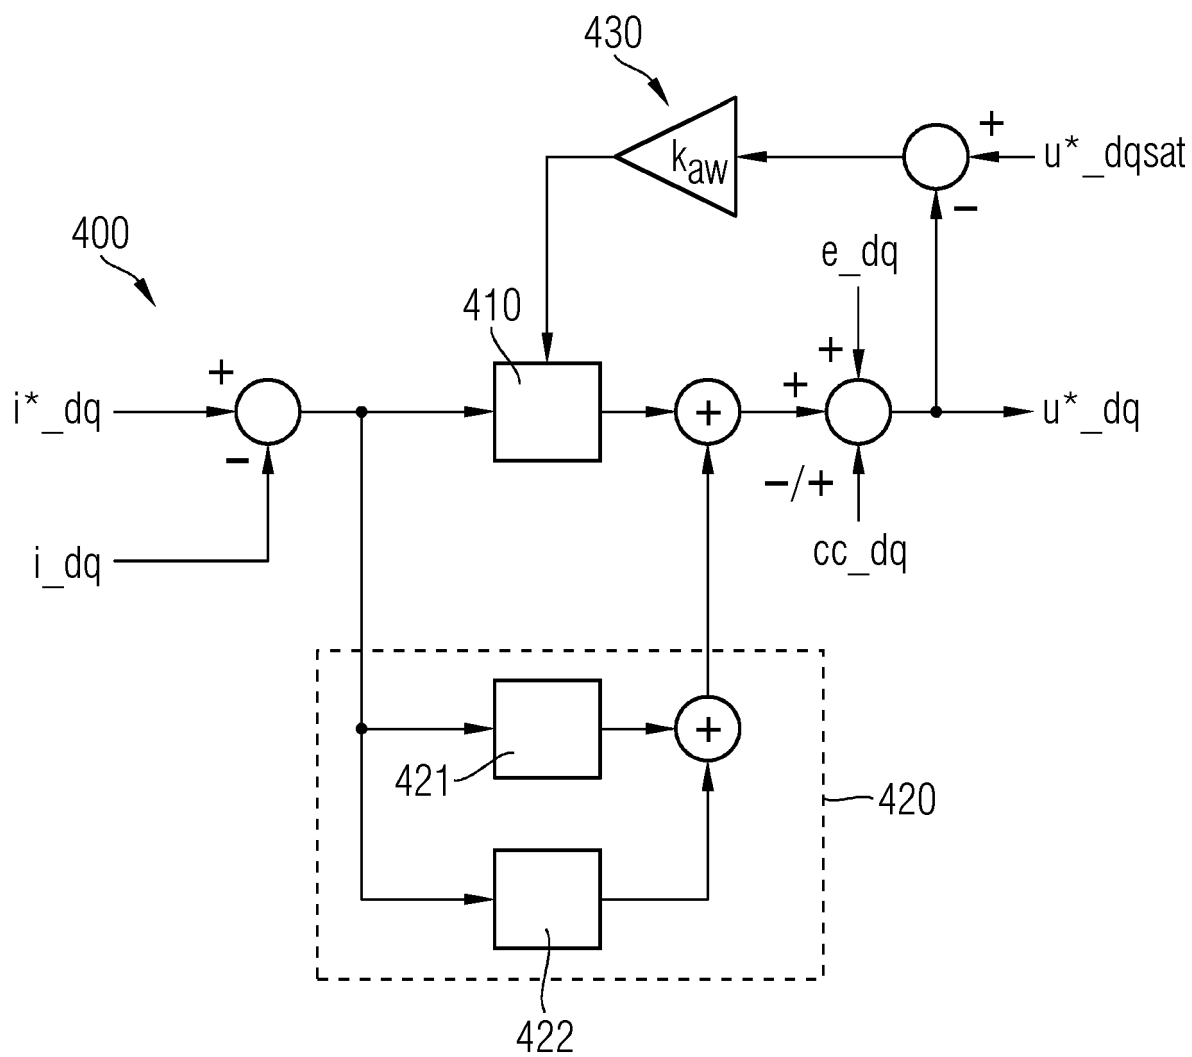 430
+
k_aw
u*_dqsat
−
400
e_dq
410
+
+
+
i*_dq
+
u*_dq
−
−/+
i_dq
cc_dq
+
421
420
422